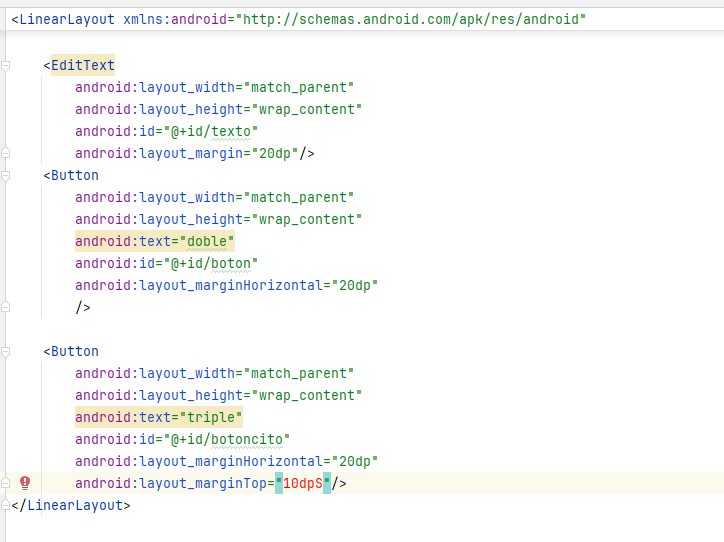 <LinearLayout xmlns:android="http://schemas.android.com/apk/res/android"
<EditText
android:layout_width="match_parent"
android:layout_height="wrap_content"
android:id="@+id/texto"
android:layout_margin="20dp"/>
<Button
android:layout_width="match_parent"
android:layout_height="wrap_content"
android:text="doble"
android:id="@+id/boton"
android:layout_marginHorizontal="20dp"
/>
<Button
android:layout_width="match_parent"
android:layout_height="wrap_content"
android:text="triple"
android:id="@+id/botoncito"
android:layout_marginHorizontal="20dp"
android:layout_marginTop="10dpS"/>
</LinearLayout>